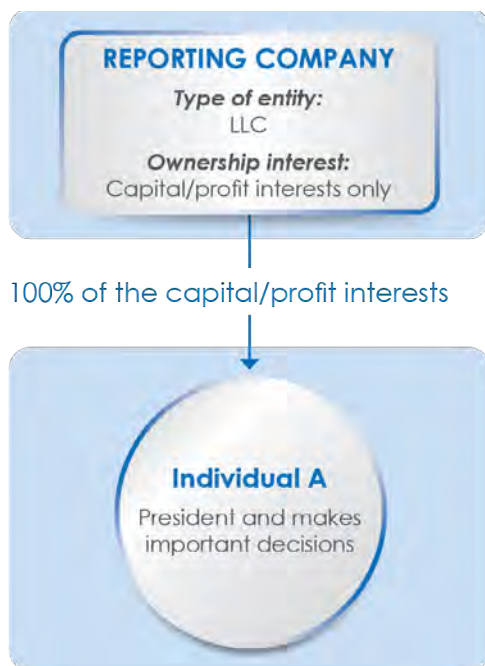 REPORTING COMPANY
Type of entity:
LLC
Ownership interest:
Capital/profit interests only
100% of the capital/profit interests
Individual A
President and makes
important decisions